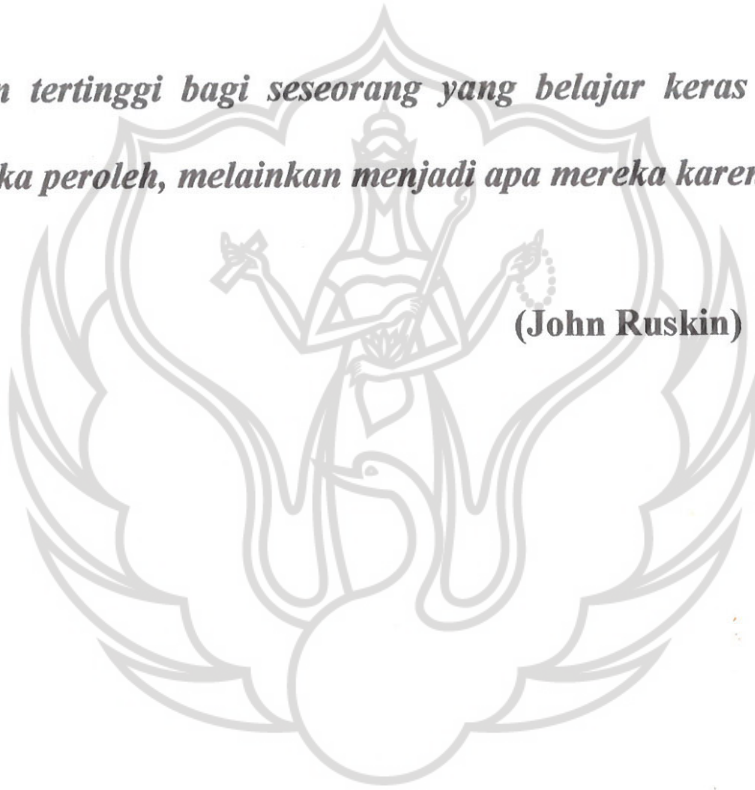 n tertinggi bagi seseorang yang belajar keras
ka peroleh, melainkan menjadi apa mereka karen
(John Ruskin)